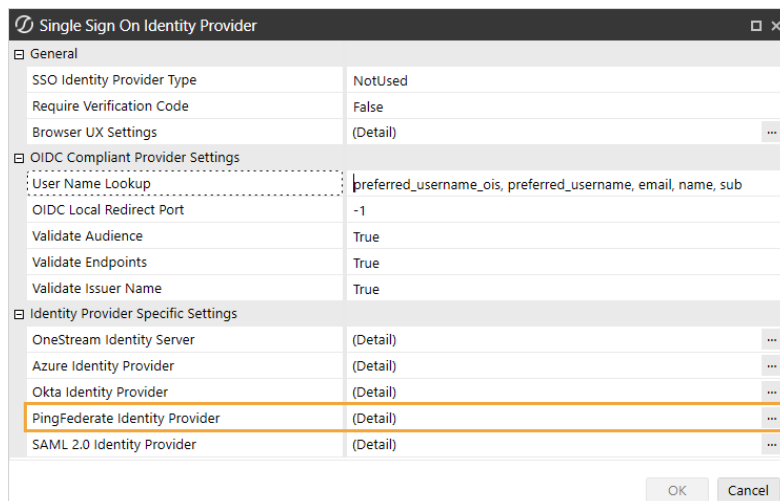 Single Sign On Identity Provider
General
SSO Identity Provider Type NotUsed
Require Verification Code False
Browser UX Settings (Detail) ...
OIDC Compliant Provider Settings
User Name Lookup preferred_username_ois, preferred_username, email, name, sub
OIDC Local Redirect Port -1
Validate Audience True
Validate Endpoints True
Validate Issuer Name True
Identity Provider Specific Settings
OneStream Identity Server (Detail) ...
Azure Identity Provider (Detail) ...
Okta Identity Provider (Detail) ...
PingFederate Identity Provider (Detail) ...
SAML 2.0 Identity Provider (Detail) ...
OK Cancel